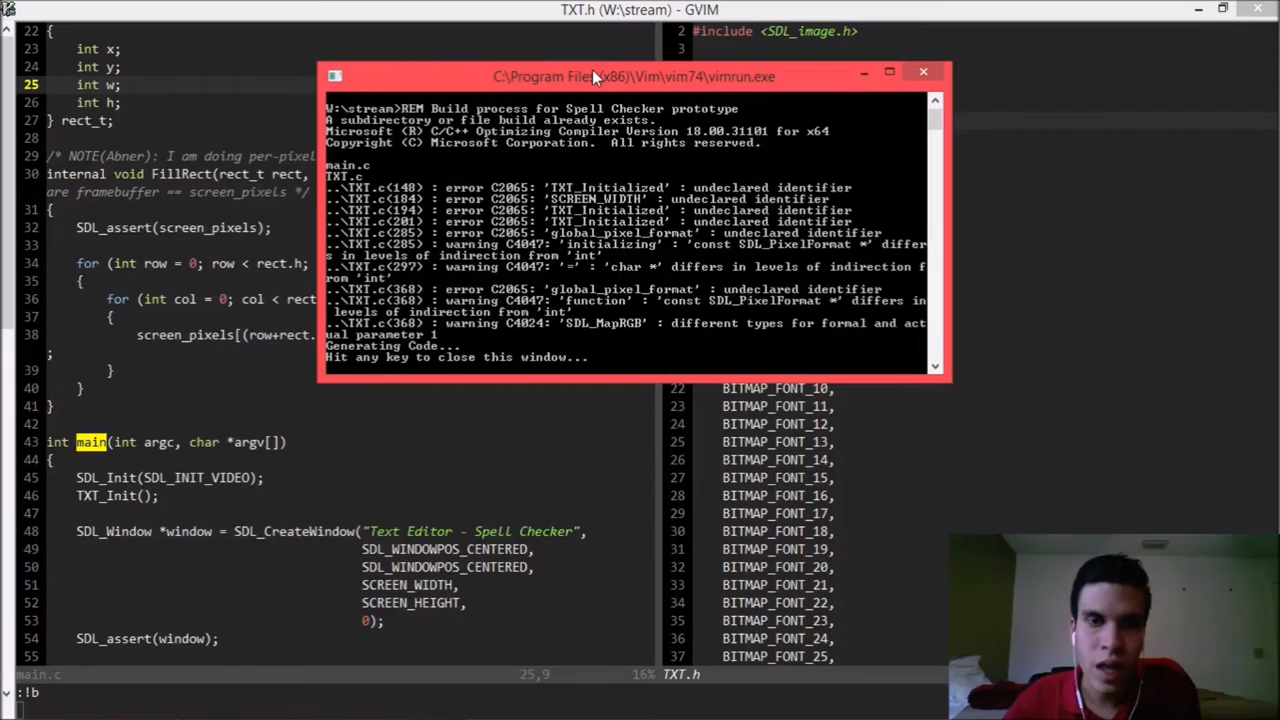 TXT.h (W:\stream) - GVIM
22 {
23 int x;
24 int y;
25 int w;
26 int h;
27 } rect_t;
28
29 /* NOTE(Abner): I am doing per-pixel
30 internal void FillRect(rect_t rect,
are framebuffer == screen_pixels */
31 {
32 SDL_assert(screen_pixels);
33
34 for (int row = 0; row < rect.h;
35 {
36 for (int col = 0; col < rect
37 {
38 screen_pixels[(row+rect.
;
39 }
40 }
41 }
42
43 int main(int argc, char *argv[])
44 {
45 SDL_Init(SDL_INIT_VIDEO);
46 TXT_Init();
47
48 SDL_Window *window = SDL_CreateWindow("Text Editor - Spell Checker",
49 SDL_WINDOWPOS_CENTERED,
50 SDL_WINDOWPOS_CENTERED,
51 SCREEN_WIDTH,
52 SCREEN_HEIGHT,
53 0);
54 SDL_assert(window);
55
main.c 25,9 16%
:!b
C:\Program Files (x86)\Vim\vim74\vimrun.exe
W:\stream>REM Build process for Spell Checker prototype
A subdirectory or file build already exists.
Microsoft (R) C/C++ Optimizing Compiler Version 18.00.31101 for x64
Copyright (C) Microsoft Corporation. All rights reserved.
main.c
TXT.c
..\TXT.c(148) : error C2065: 'TXT_Initialized' : undeclared identifier
..\TXT.c(184) : error C2065: 'SCREEN_WIDTH' : undeclared identifier
..\TXT.c(194) : error C2065: 'TXT_Initialized' : undeclared identifier
..\TXT.c(201) : error C2065: 'TXT_Initialized' : undeclared identifier
..\TXT.c(285) : error C2065: 'global_pixel_format' : undeclared identifier
..\TXT.c(285) : warning C4047: 'initializing' : 'const SDL_PixelFormat *' differ
s in levels of indirection from 'int'
..\TXT.c(297) : warning C4047: '=' : 'char *' differs in levels of indirection f
rom 'int'
..\TXT.c(368) : error C2065: 'global_pixel_format' : undeclared identifier
..\TXT.c(368) : warning C4047: 'function' : 'const SDL_PixelFormat *' differs in
levels of indirection from 'int'
..\TXT.c(368) : warning C4024: 'SDL_MapRGB' : different types for formal and act
ual parameter 1
Generating Code...
Hit any key to close this window...
2 #include <SDL_image.h>
3
22 BITMAP_FONT_10,
23 BITMAP_FONT_11,
24 BITMAP_FONT_12,
25 BITMAP_FONT_13,
26 BITMAP_FONT_14,
27 BITMAP_FONT_15,
28 BITMAP_FONT_16,
29 BITMAP_FONT_17,
30 BITMAP_FONT_18,
31 BITMAP_FONT_19,
32 BITMAP_FONT_20,
33 BITMAP_FONT_21,
34 BITMAP_FONT_22,
35 BITMAP_FONT_23,
36 BITMAP_FONT_24,
37 BITMAP_FONT_25,
TXT.h